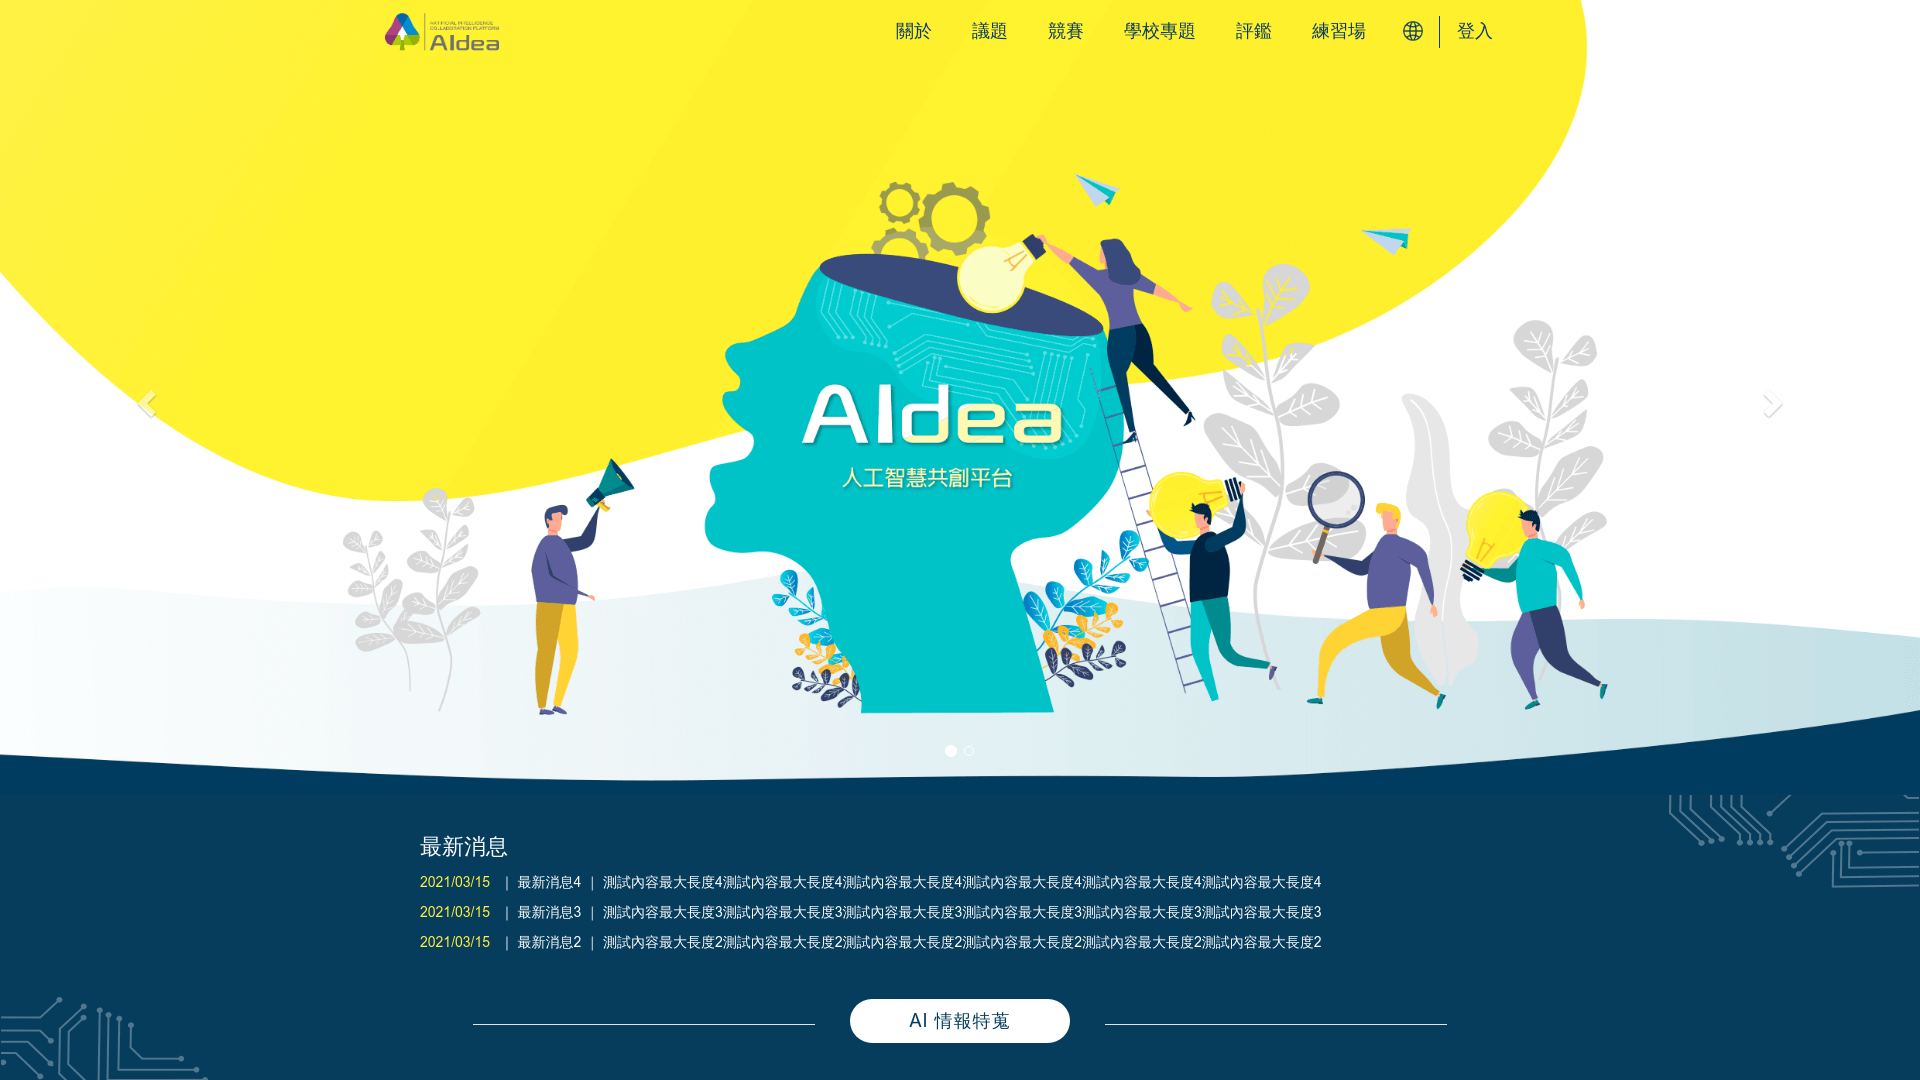 ARTIFICIAL INTELLIGENCE
COLLABORATION PLATFORM
AIdea
關於
議題
競賽
學校專題
評鑑
練習場
登入
AIdea
人工智慧共創平台
最新消息
2021/03/15 | 最新消息4 | 測試內容最大長度4測試內容最大長度4測試內容最大長度4測試內容最大長度4測試內容最大長度4測試內容最大長度4
2021/03/15 | 最新消息3 | 測試內容最大長度3測試內容最大長度3測試內容最大長度3測試內容最大長度3測試內容最大長度3測試內容最大長度3
2021/03/15 | 最新消息2 | 測試內容最大長度2測試內容最大長度2測試內容最大長度2測試內容最大長度2測試內容最大長度2測試內容最大長度2
AI 情報特蒐